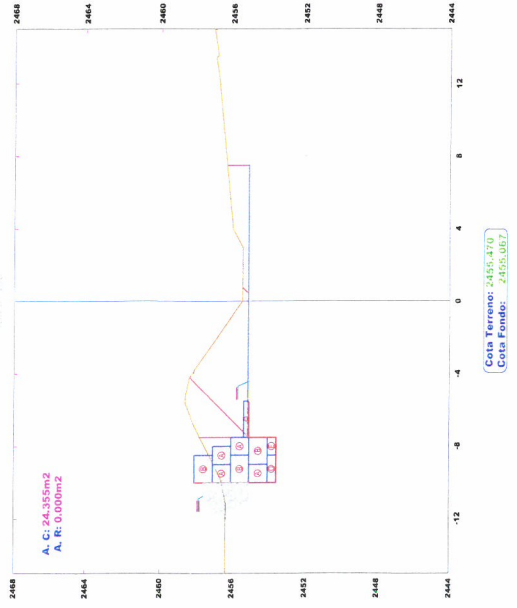 A. C: 24.355m2
A. R: 0.000m2
2468
2464
2460
2456
2452
2448
2444
2468
2464
2460
2456
2452
2448
2444
-12
-8
-4
0
4
8
12
B
A
A
B
A
A
B
Cota Terreno: 2455.470
Cota Fondo: 2455.067